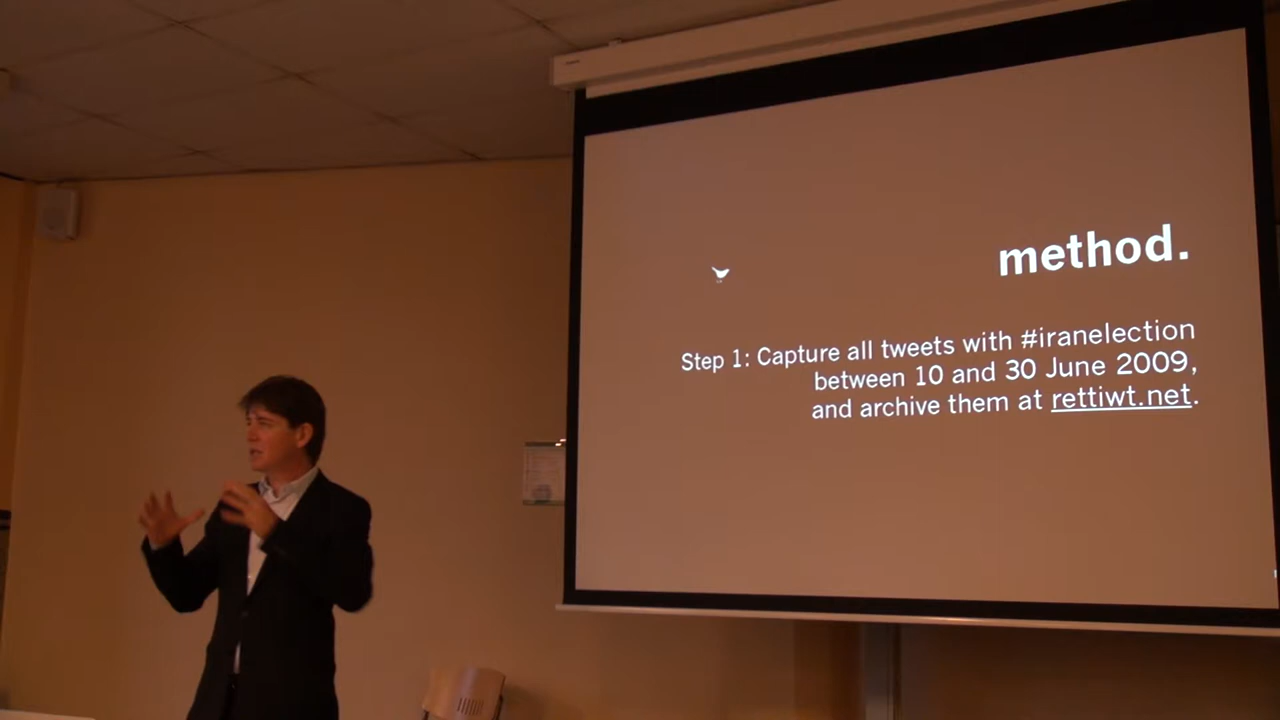 method.
Step 1: Capture all tweets with #iranelection
between 10 and 30 June 2009,
and archive them at rettiwt.net.